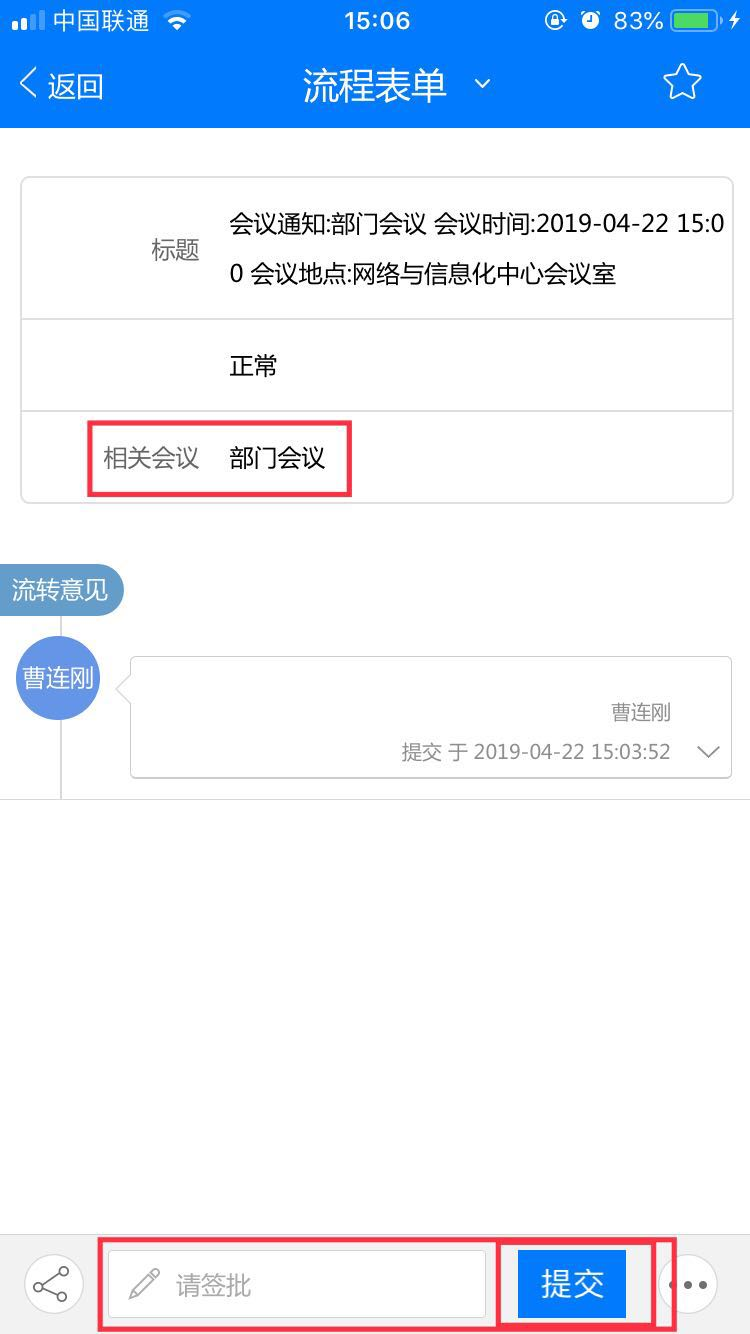 中国联通 15:06 83%
返回 流程表单
标题 会议通知:部门会议 会议时间:2019-04-22 15:0
0 会议地点:网络与信息化中心会议室
正常
相关会议 部门会议
流转意见
曹连刚
曹连刚
提交 于 2019-04-22 15:03:52
请签批 提交